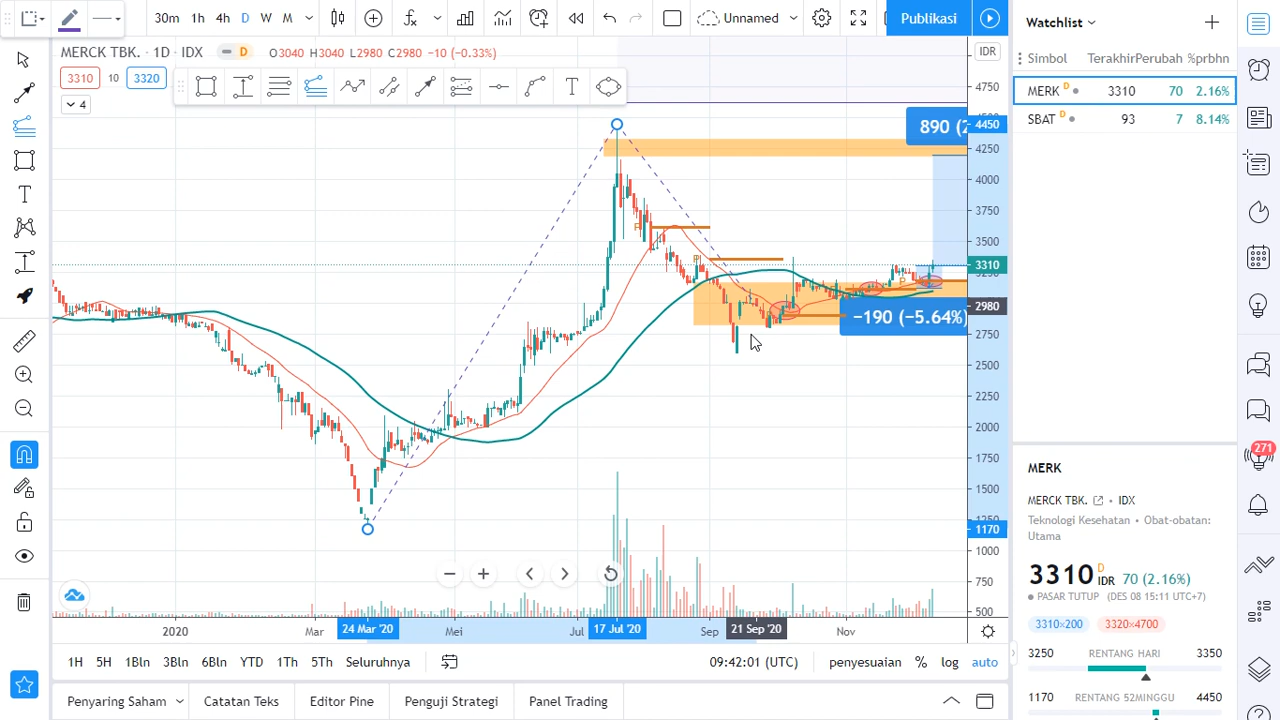 30m 1h 4h D W M Unnamed Publikasi
Watchlist
MERCK TBK. · 1D · IDX D O3040 H3040 L2980 C2980 −10 (−0.33%)
IDR
3310 10 3320
4
Simbol Terakhir Perubah %prbhn
MERK D 3310 70 2.16%
SBAT D 93 7 8.14%
4750
4450
4250
4000
3750
3500
3310
2980
2750
2500
2250
2000
1750
1500
1170
1000
750
500
890
P
−190 (−5.64%)
2020 Mar 24 Mar '20 Mei Jul 17 Jul '20 Sep 21 Sep '20 Nov
1H 5H 1Bln 3Bln 6Bln YTD 1Th 5Th Seluruhnya 09:42:01 (UTC) penyesuaian % log auto
Penyaring Saham Catatan Teks Editor Pine Penguji Strategi Panel Trading
MERK
MERCK TBK. • IDX
Teknologi Kesehatan • Obat-obatan:
Utama
3310 D IDR 70 (2.16%)
PASAR TUTUP (DES 08 15:11 UTC+7)
3310×200 3320×4700
3250 RENTANG HARI 3350
1170 RENTANG 52MINGGU 4450
271